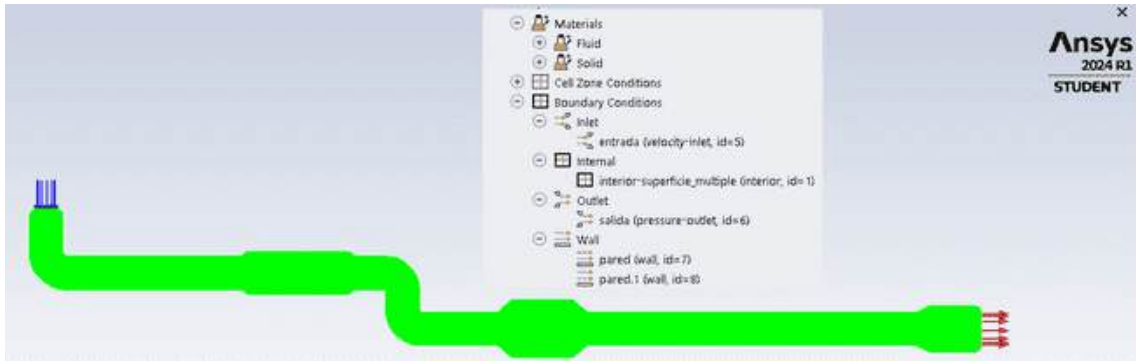 Materials
Fluid
Solid
Cell Zone Conditions
Boundary Conditions
Inlet
entrada (velocity-inlet, id=5)
Internal
interior-superficie_multiple (interior, id=1)
Outlet
salida (pressure-outlet, id=6)
Wall
pared (wall, id=7)
pared.1 (wall, id=8)
Ansys
2024 R1
STUDENT